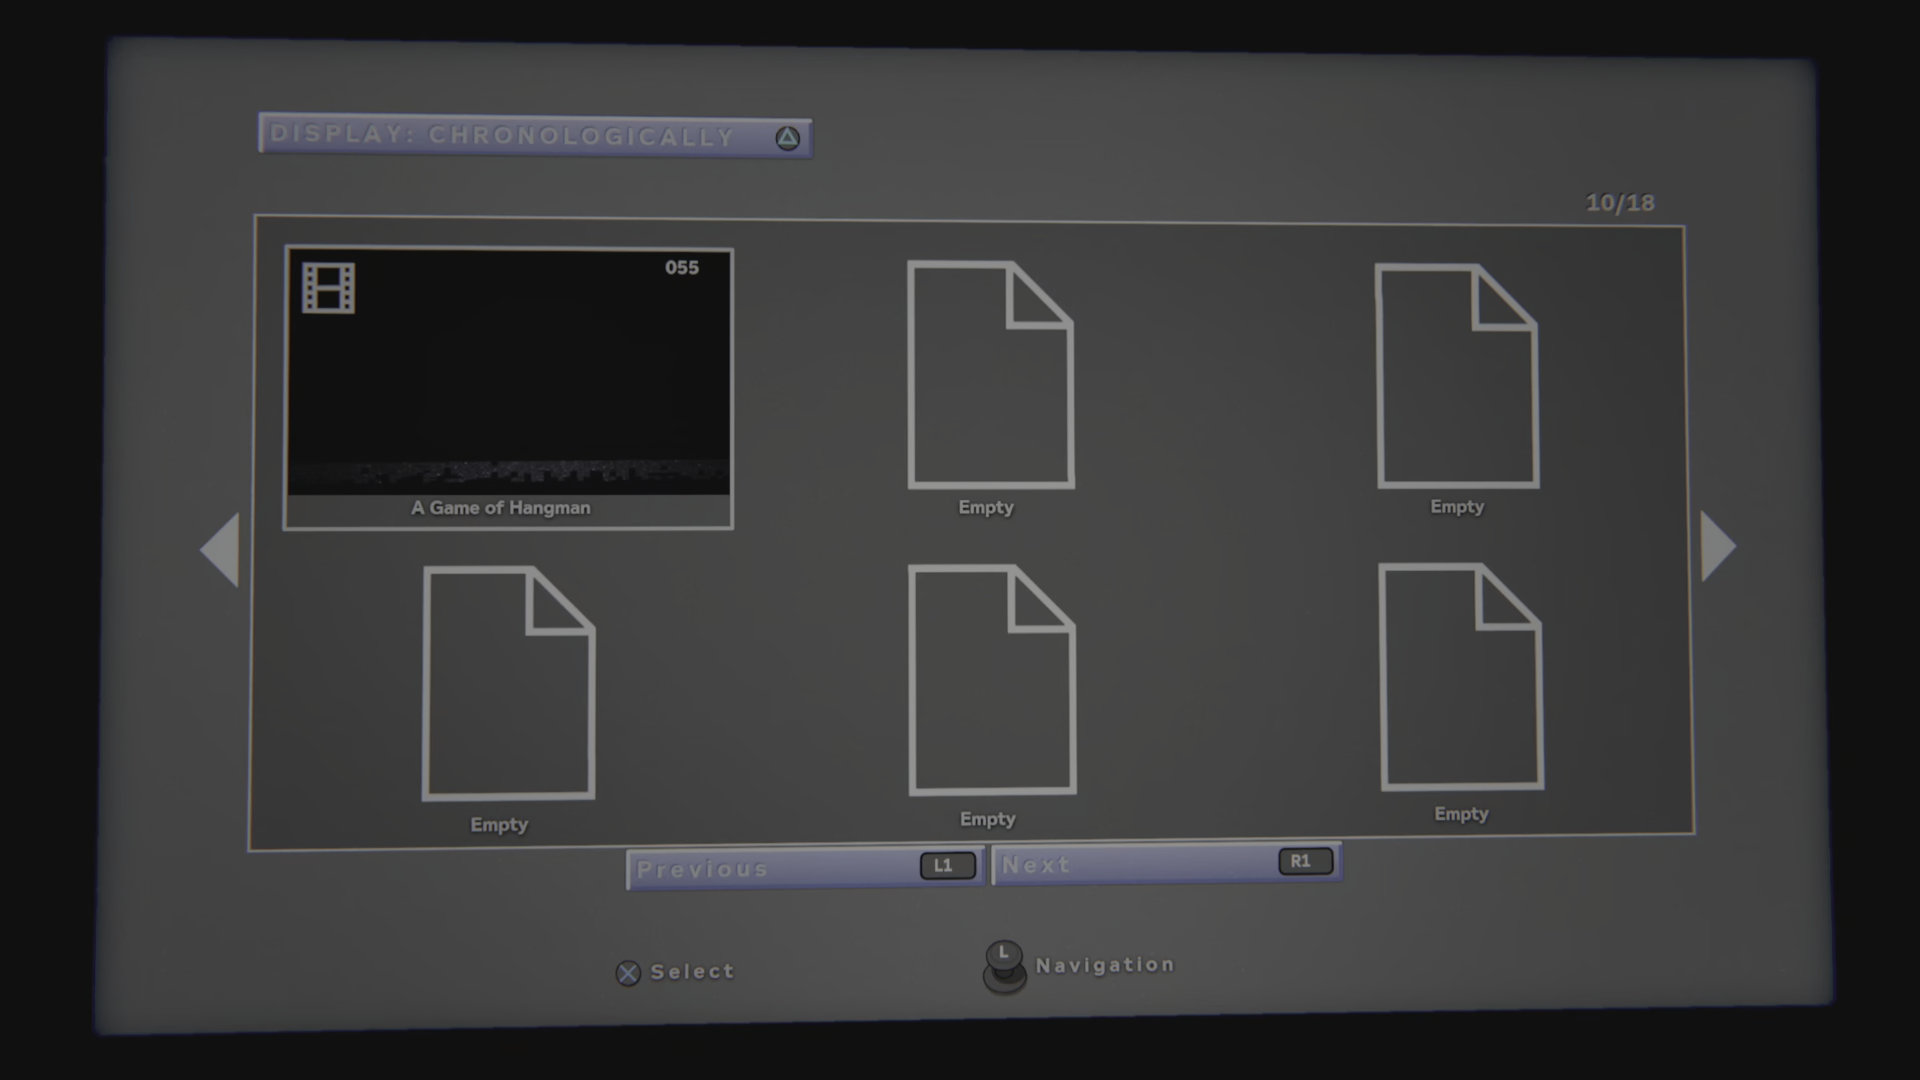 DISPLAY: CHRONOLOGICALLY
10/18
055
A Game of Hangman
Empty
Empty
Empty
Empty
Empty
Previous L1
Next R1
Select
L Navigation